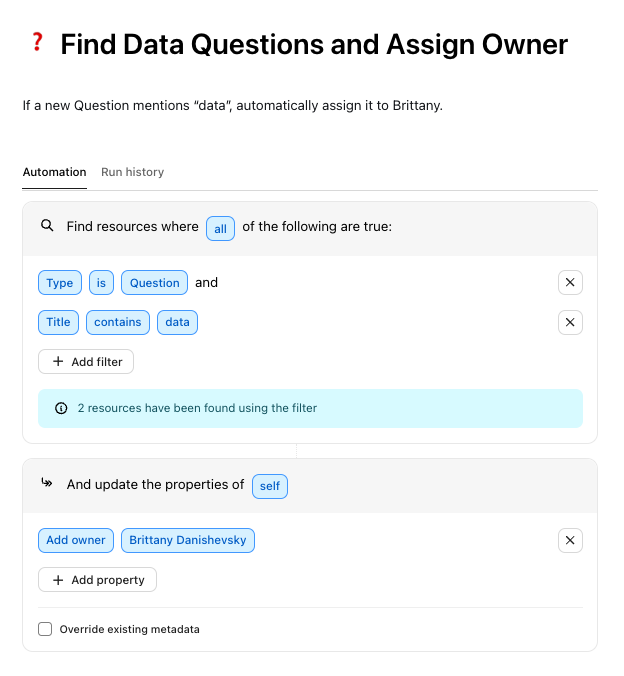 ❓ Find Data Questions and Assign Owner
If a new Question mentions “data”, automatically assign it to Brittany.
Automation Run history
Find resources where all of the following are true:
Type is Question and
Title contains data
+ Add filter
2 resources have been found using the filter
And update the properties of self
Add owner Brittany Danishevsky
+ Add property
Override existing metadata